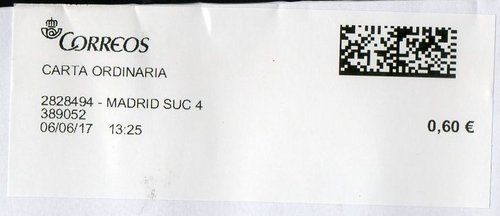 CORREOS
CARTA ORDINARIA
2828494 - MADRID SUC 4
389052
06/06/17 13:25
0,60 €